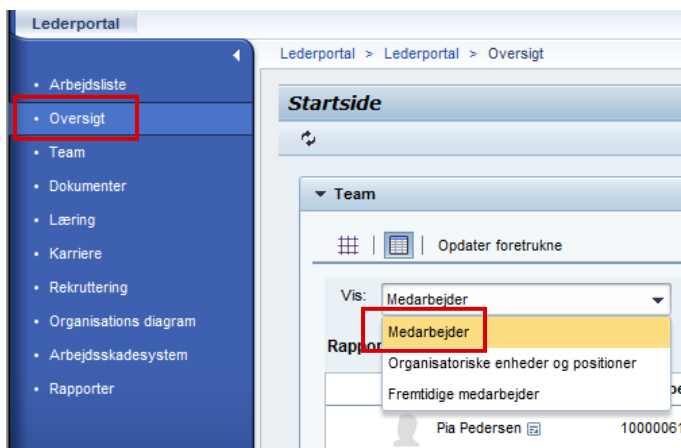 Lederportal
Lederportal > Lederportal > Oversigt
• Arbejdsliste
• Oversigt
• Team
• Dokumenter
• Læring
• Karriere
• Rekruttering
• Organisations diagram
• Arbejdsskadesystem
• Rapporter
Startside
Team
Opdater foretrukne
Vis: Medarbejder
Medarbejder
Organisatoriske enheder og positioner
Fremtidige medarbejder
Pia Pedersen 10000061